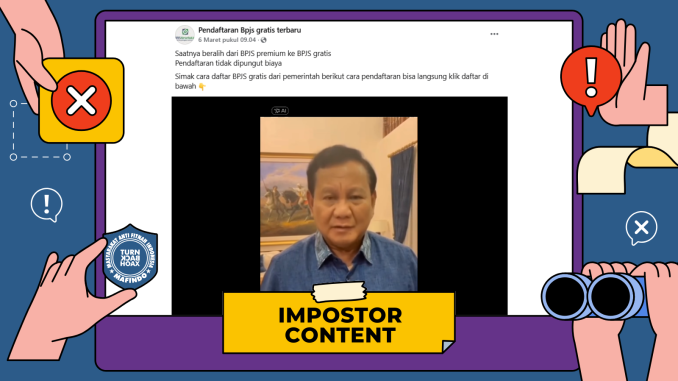 Pendaftaran Bpjs gratis terbaru
6 Maret pukul 09.04
Saatnya beralih dari BPJS premium ke BPJS gratis
Pendaftaran tidak dipungut biaya
Simak cara daftar BPJS gratis dari pemerintah berikut cara pendaftaran bisa langsung klik daftar di
bawah 👇
AI
MASYARAKAT ANTI FITNAH INDONESIA
TURN
BACK
HOAX
MAFINDO
IMPOSTOR
CONTENT